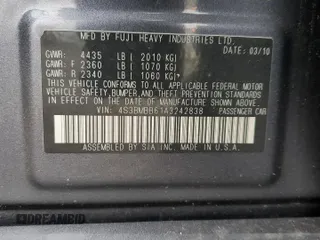 MFD BY FUJI HEAVY INDUSTRIES LTD.
DATE: 03/10
GVWR: 4435 LB ( 2010 KG)
GAWR: F 2360 LB ( 1070 KG)
GAWR: R 2340 LB ( 1060 KG)*
THIS VEHICLE CONFORMS TO ALL APPLICABLE
FEDERAL MOTOR VEHICLE
SAFETY, BUMPER, AND THEFT PREVENTION STANDARDS
IN EFFECT ON THE DATE OF MANUFACTURE SHOWN ABOVE.
VIN: 4S3BMBB61A3242838 PASSENGER CAR
ASSEMBLED BY SIA, INC. MADE IN U.S.A.
DREAMBID